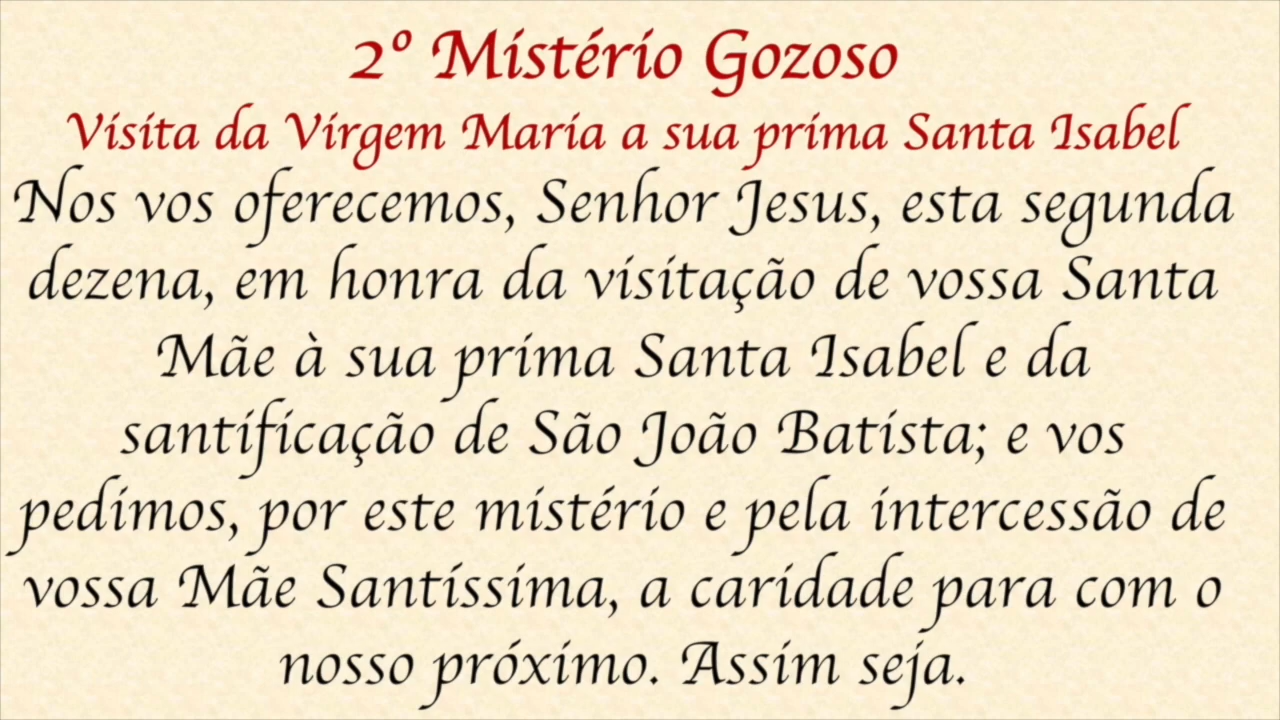 2º Mistério Gozoso
Visita da Virgem Maria a sua prima Santa Isabel
Nos vos oferecemos, Senhor Jesus, esta segunda
dezena, em honra da visitação de vossa Santa
Mãe à sua prima Santa Isabel e da
santificação de São João Batista; e vos
pedimos, por este mistério e pela intercessão de
vossa Mãe Santíssima, a caridade para com o
nosso próximo. Assim seja.